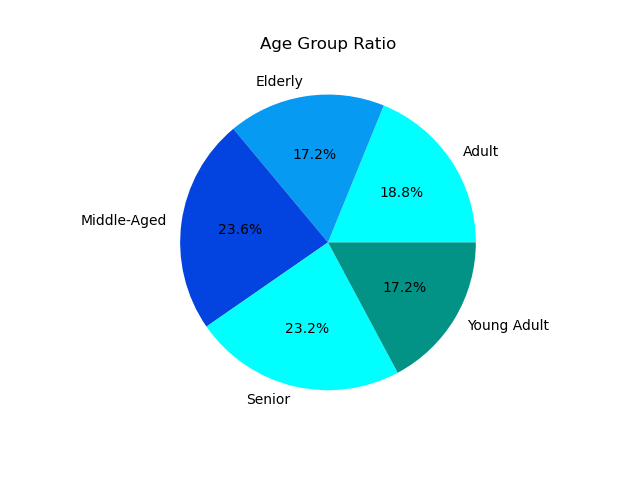 Age Group Ratio
Elderly
17.2%
Adult
18.8%
Middle-Aged
23.6%
17.2%
Young Adult
23.2%
Senior